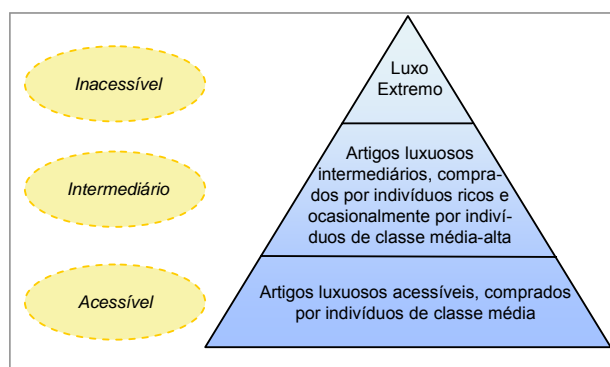 Inacessível
Luxo
Extremo
Intermediário
Artigos luxuosos
intermediários, compra-
dos por indivíduos ricos e
ocasionalmente por indiví-
duos de classe média-alta
Acessível
Artigos luxuosos acessíveis, comprados
por indivíduos de classe média